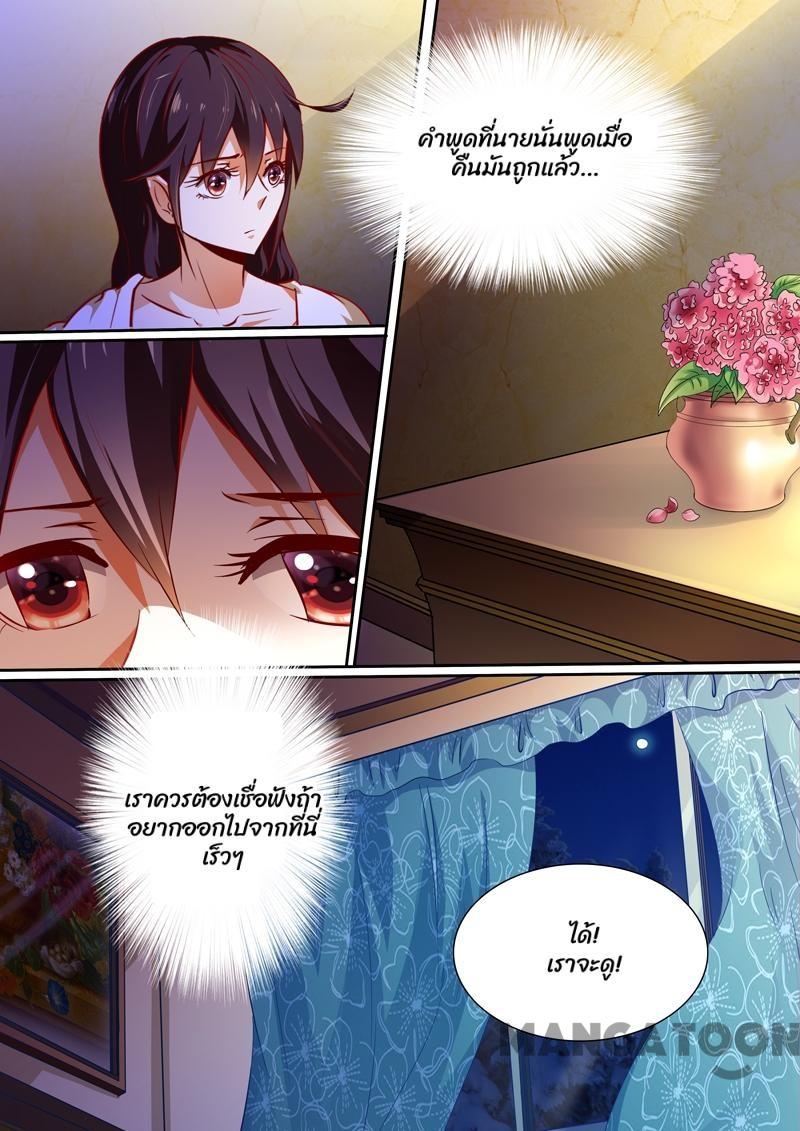 คำพูดที่นายนั่นพูดเมื่อ
คืนมันถูกแล้ว...
เราควรต้องเชื่อฟังถ้า
อยากออกไปจากที่นี่
เร็วๆ
ได้!
เราจะดู!
MANGATOON